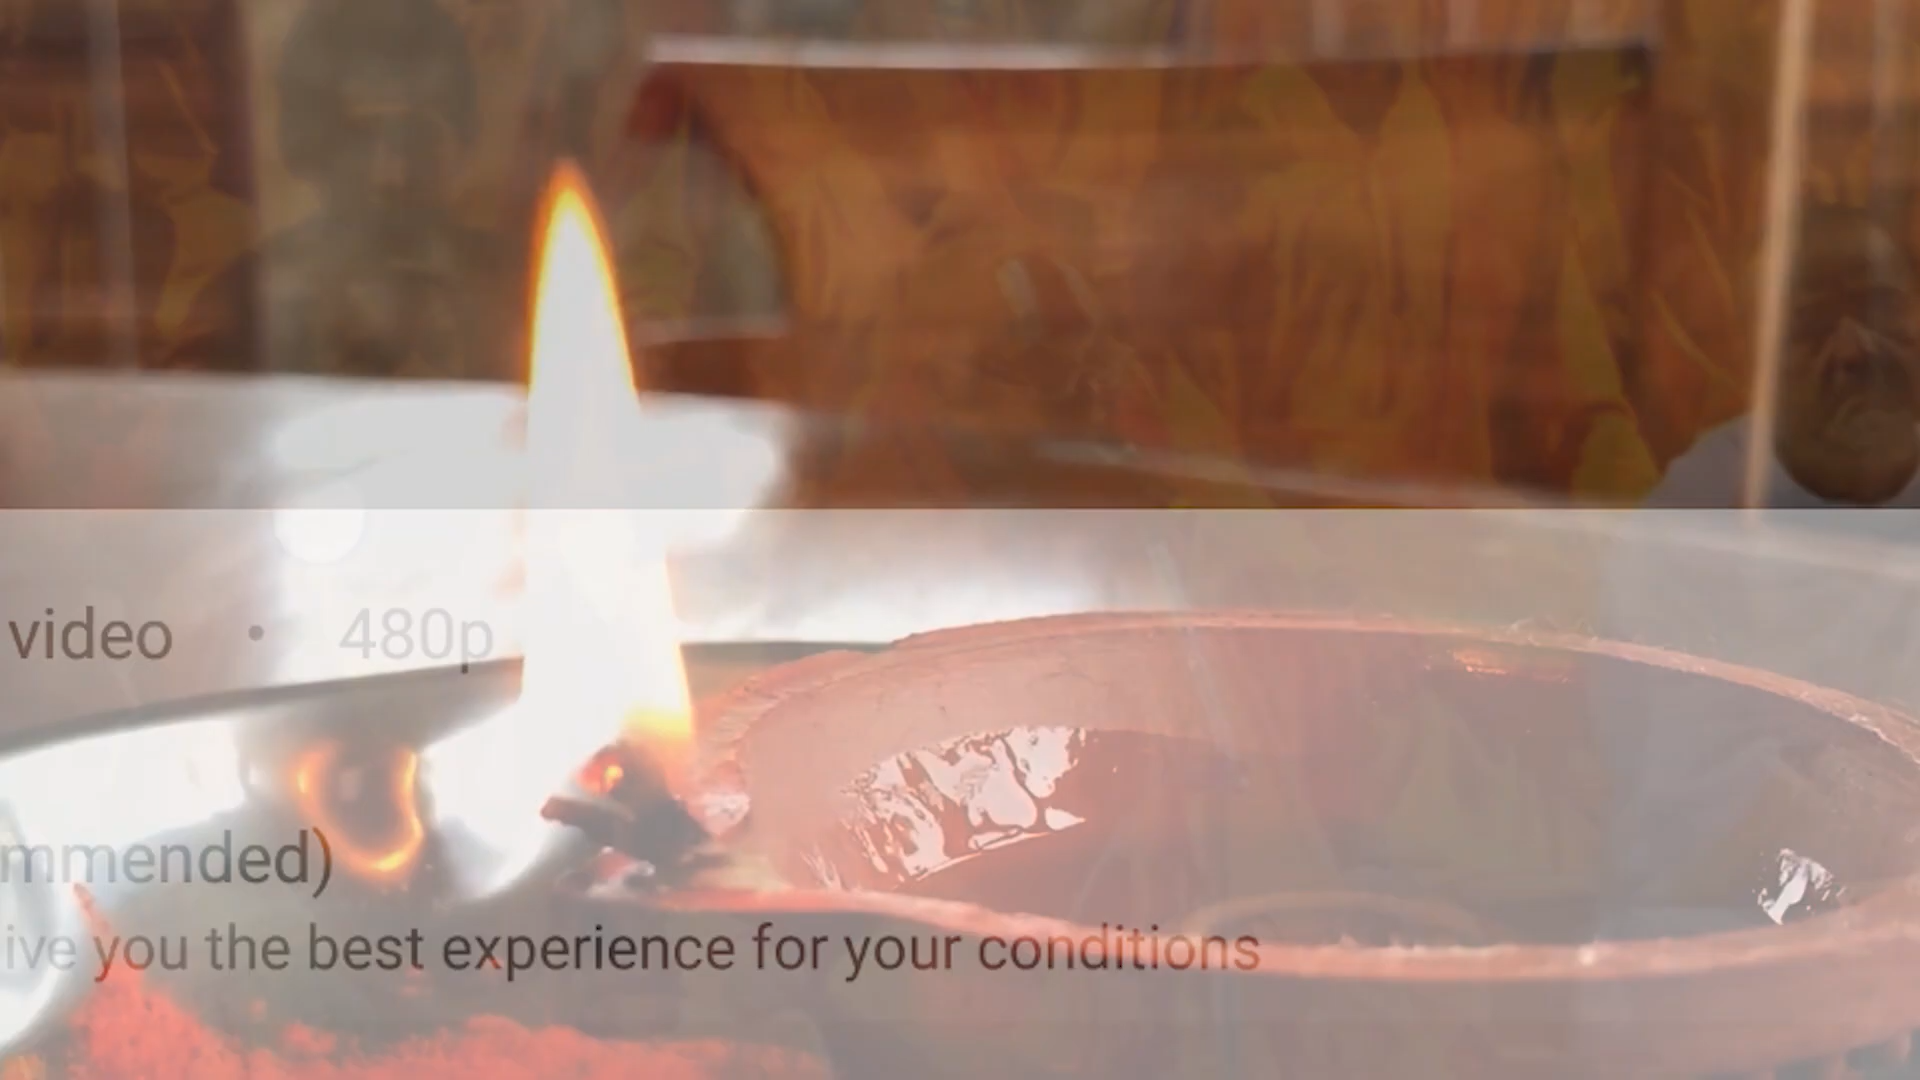 video • 480p
mmended)
ive you the best experience for your conditions